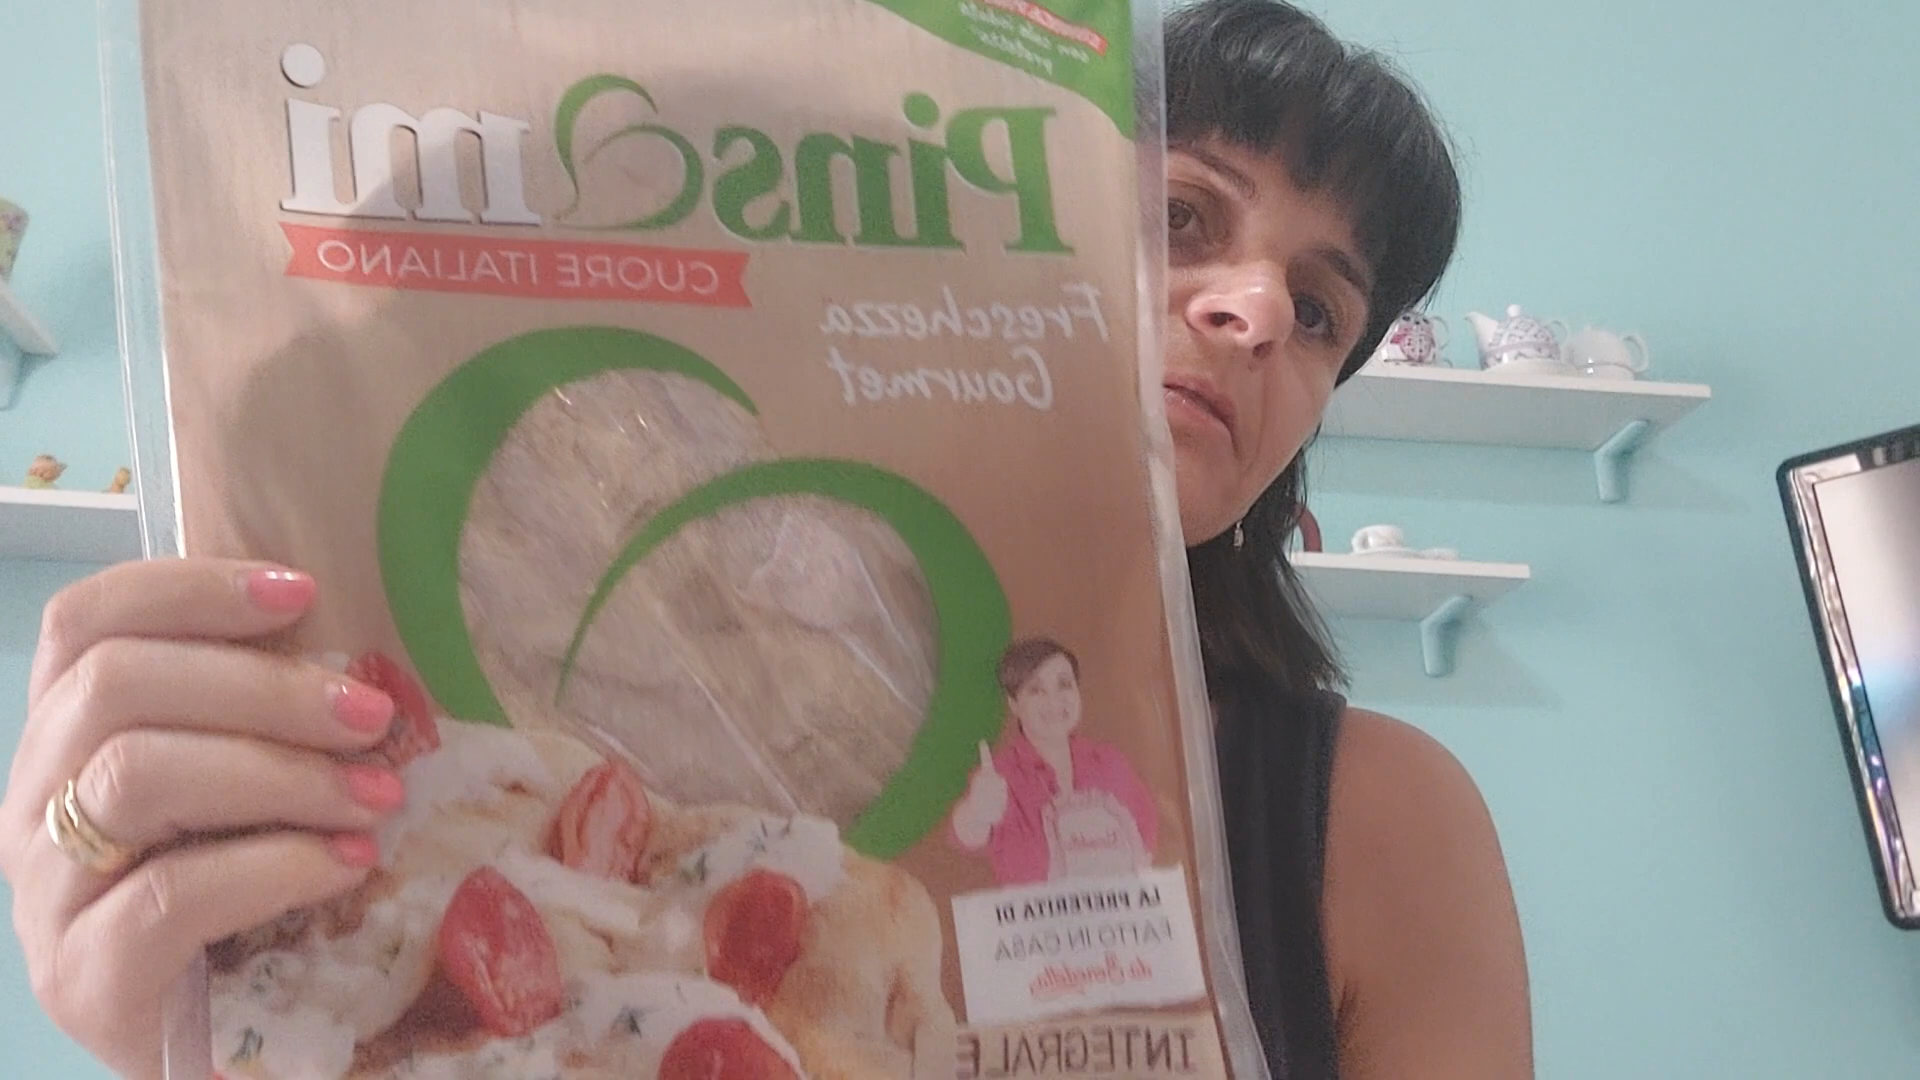 PinsAmi
CUORE ITALIANO
Freschezza
Gourmet
LA PREFERITA DI
FATTO IN CASA
da Benedetta
INTEGRALE